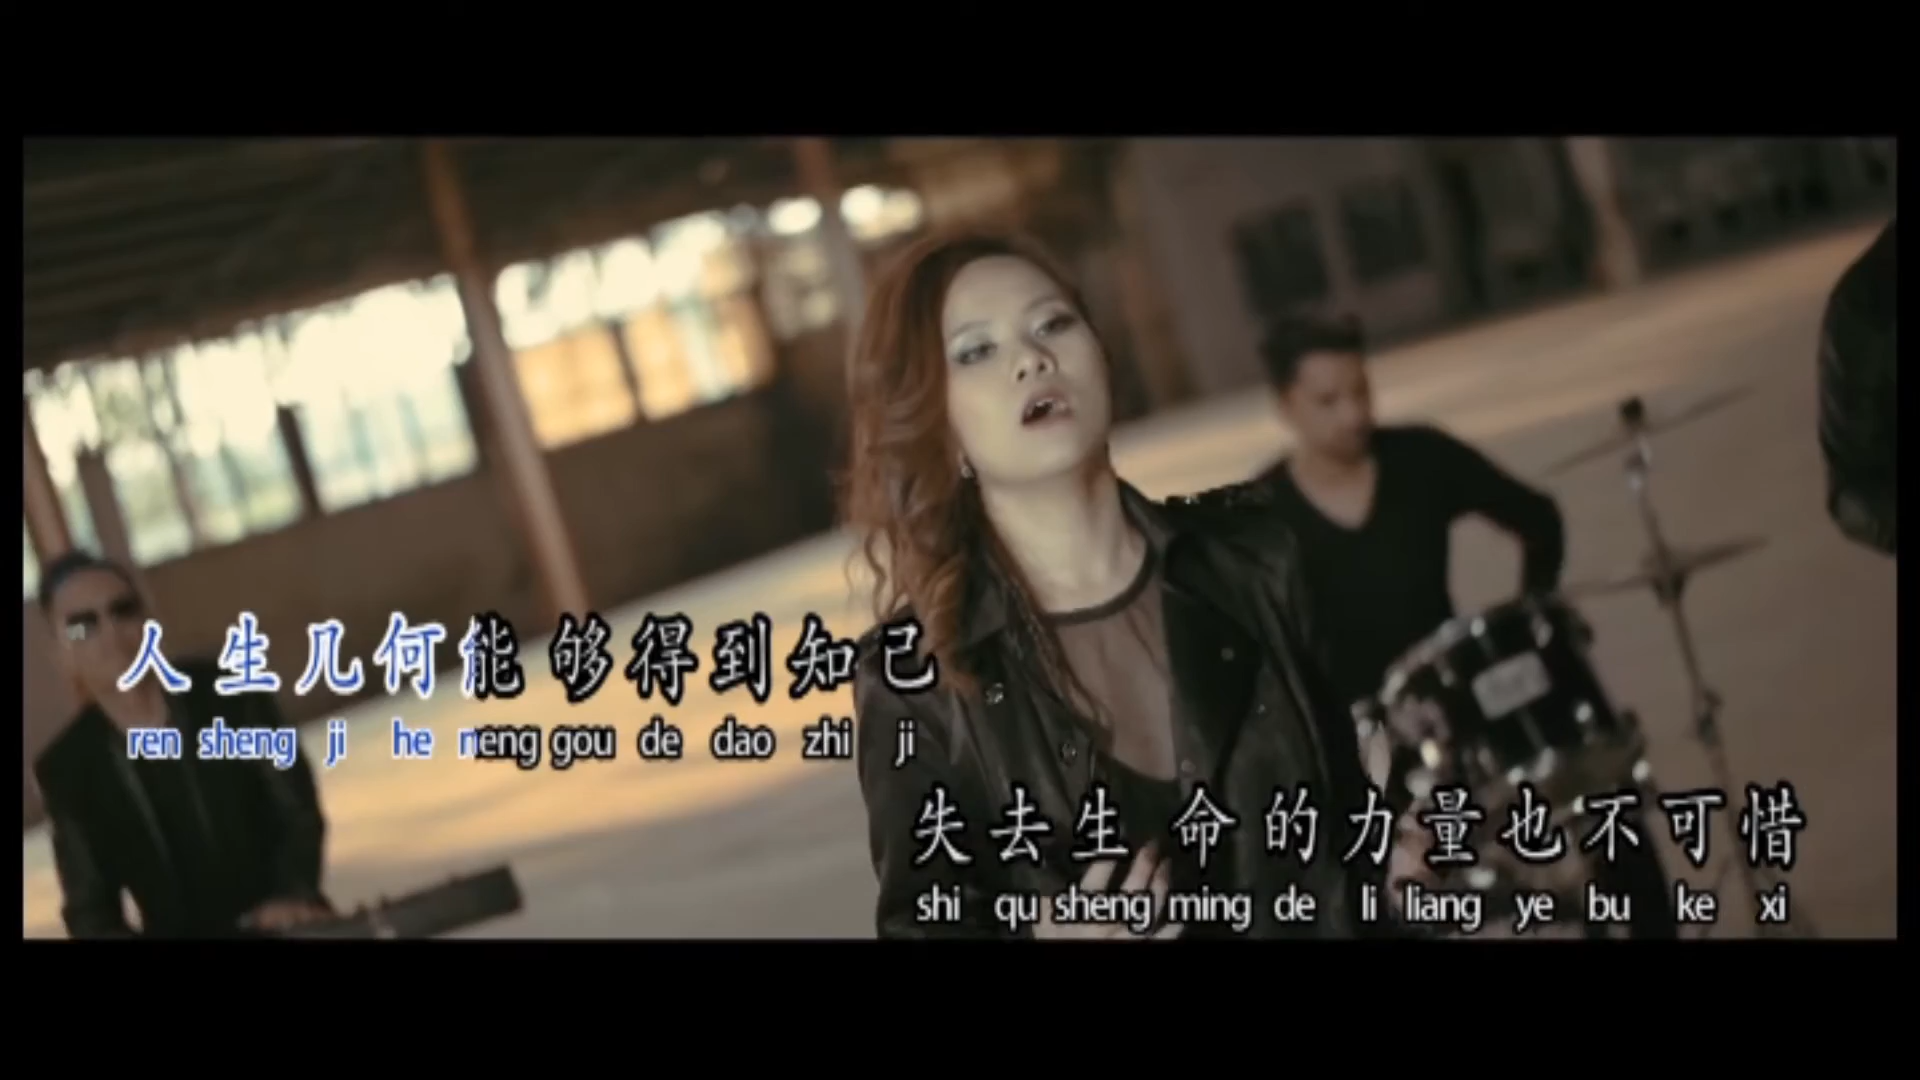 人生几何能够得到知己
ren sheng ji he neng gou de dao zhi ji
失去生命的力量也不可惜
shi qu sheng ming de li liang ye bu ke xi